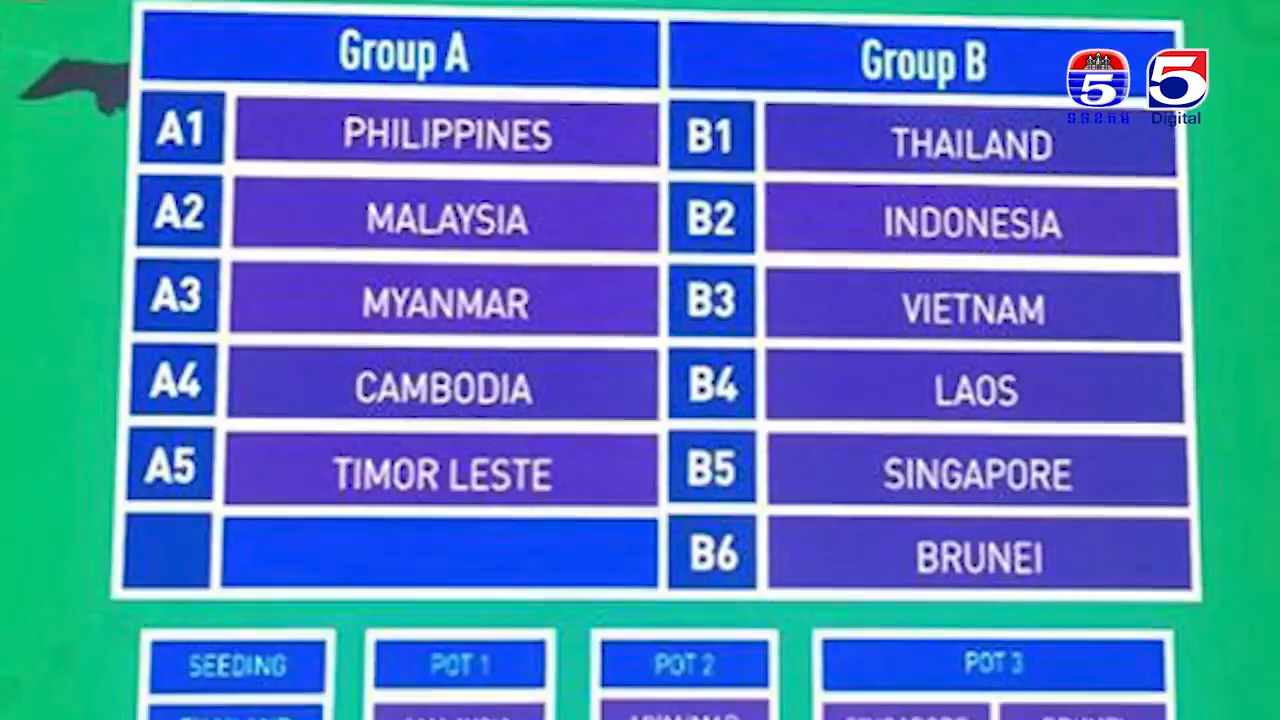 Group A
Group B
A1 PHILIPPINES B1 THAILAND
A2 MALAYSIA B2 INDONESIA
A3 MYANMAR B3 VIETNAM
A4 CAMBODIA B4 LAOS
A5 TIMOR LESTE B5 SINGAPORE
B6 BRUNEI
5
5
Digital
SEEDING POT 1 POT 2 POT 3